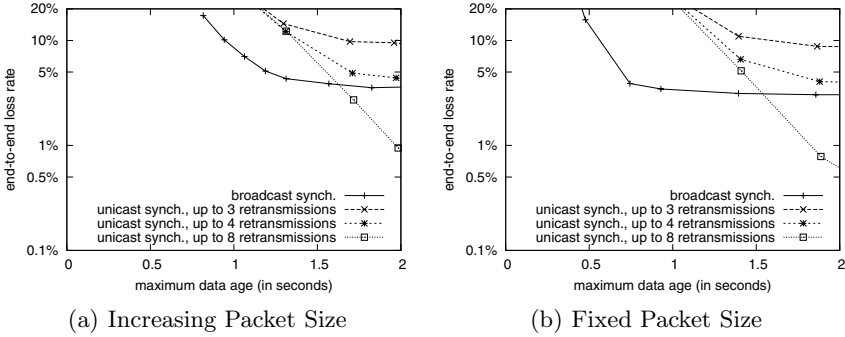 20%
10%
5%
1%
0.5%
0.1%
end-to-end loss rate
broadcast synch.
unicast synch., up to 3 retransmissions
unicast synch., up to 4 retransmissions
unicast synch., up to 8 retransmissions
0 0.5 1 1.5 2
maximum data age (in seconds)
(a) Increasing Packet Size
20%
10%
5%
1%
0.5%
0.1%
end-to-end loss rate
broadcast synch.
unicast synch., up to 3 retransmissions
unicast synch., up to 4 retransmissions
unicast synch., up to 8 retransmissions
0 0.5 1 1.5 2
maximum data age (in seconds)
(b) Fixed Packet Size